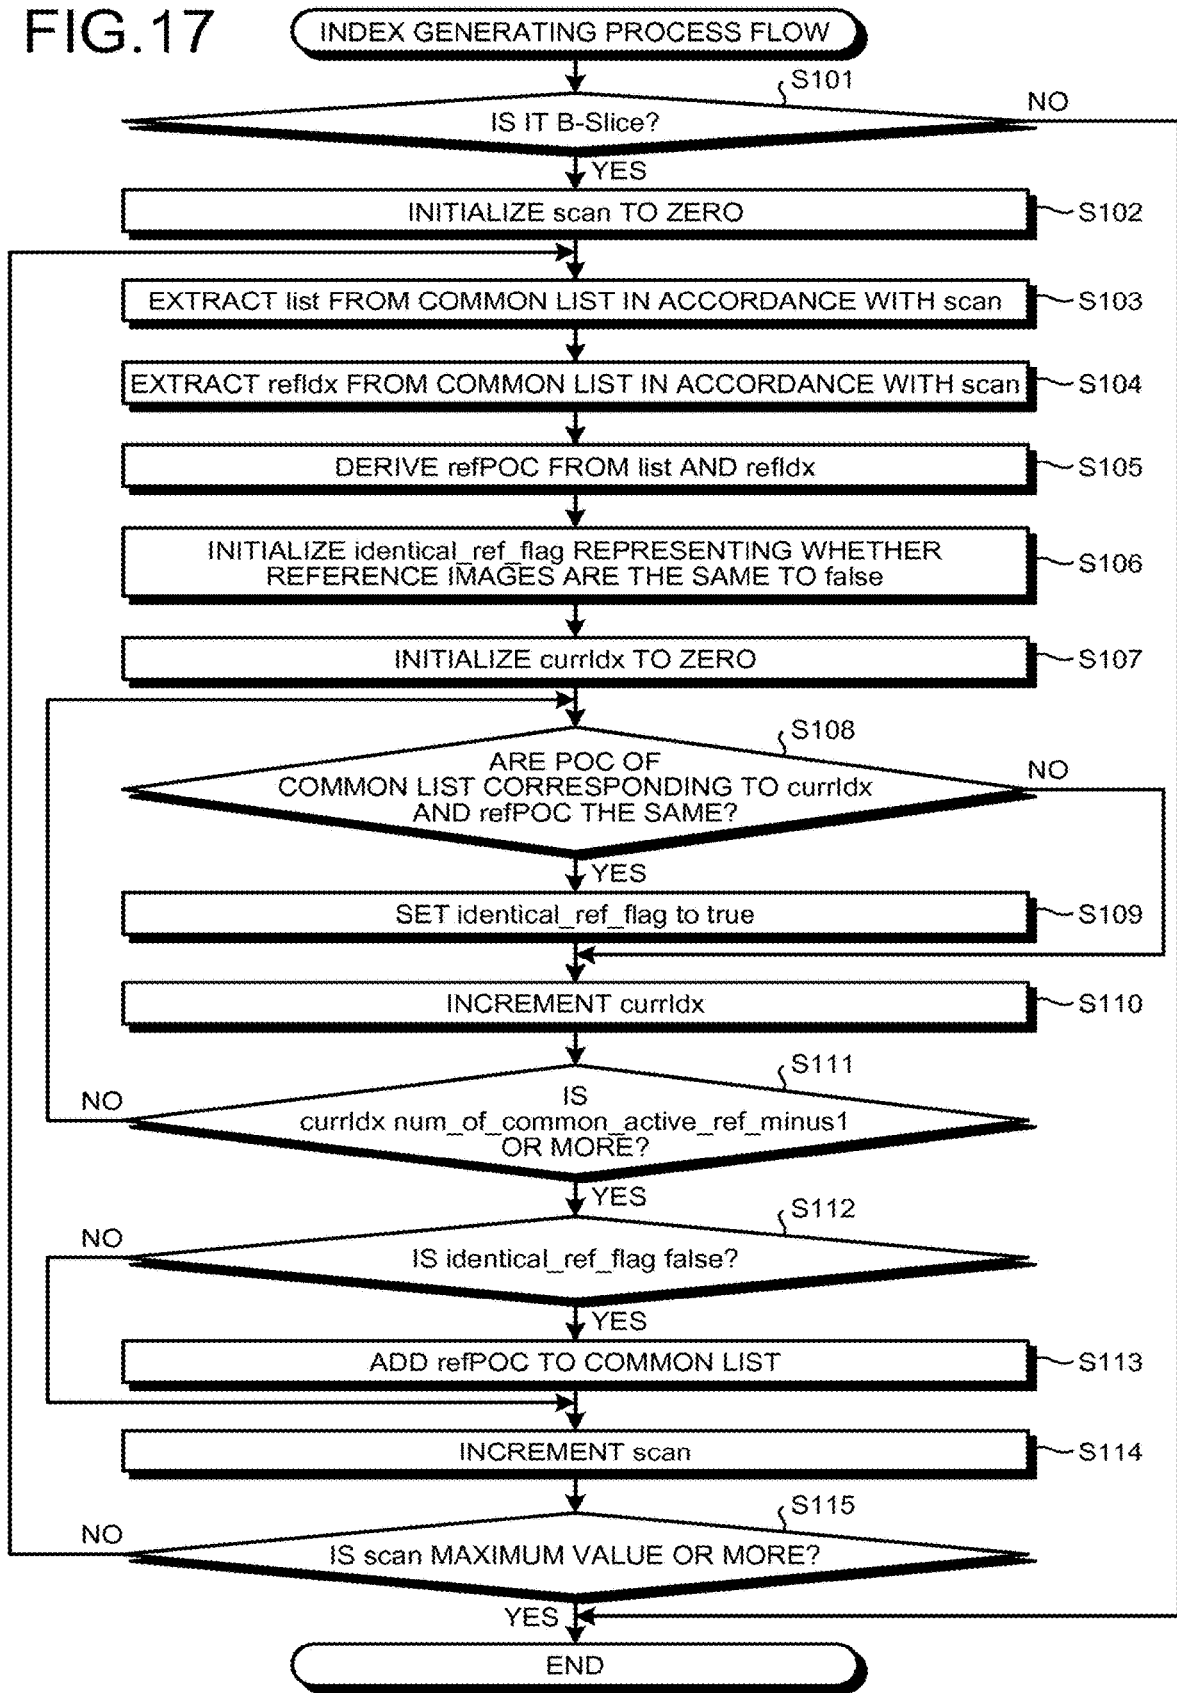 FIG.17
INDEX GENERATING PROCESS FLOW
S101
IS IT B-Slice?
NO
YES
INITIALIZE scan TO ZERO
S102
EXTRACT list FROM COMMON LIST IN ACCORDANCE WITH scan
S103
EXTRACT refIdx FROM COMMON LIST IN ACCORDANCE WITH scan
S104
DERIVE refPOC FROM list AND refIdx
S105
INITIALIZE identical_ref_flag REPRESENTING WHETHER
REFERENCE IMAGES ARE THE SAME TO false
S106
INITIALIZE currIdx TO ZERO
S107
S108
ARE POC OF
COMMON LIST CORRESPONDING TO currIdx
AND refPOC THE SAME?
NO
YES
SET identical_ref_flag to true
S109
INCREMENT currIdx
S110
S111
NO
IS
currIdx num_of_common_active_ref_minus1
OR MORE?
YES
S112
NO
IS identical_ref_flag false?
YES
ADD refPOC TO COMMON LIST
S113
INCREMENT scan
S114
S115
NO
IS scan MAXIMUM VALUE OR MORE?
YES
END